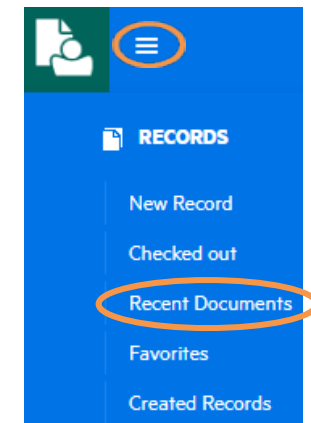 RECORDS
New Record
Checked out
Recent Documents
Favorites
Created Records